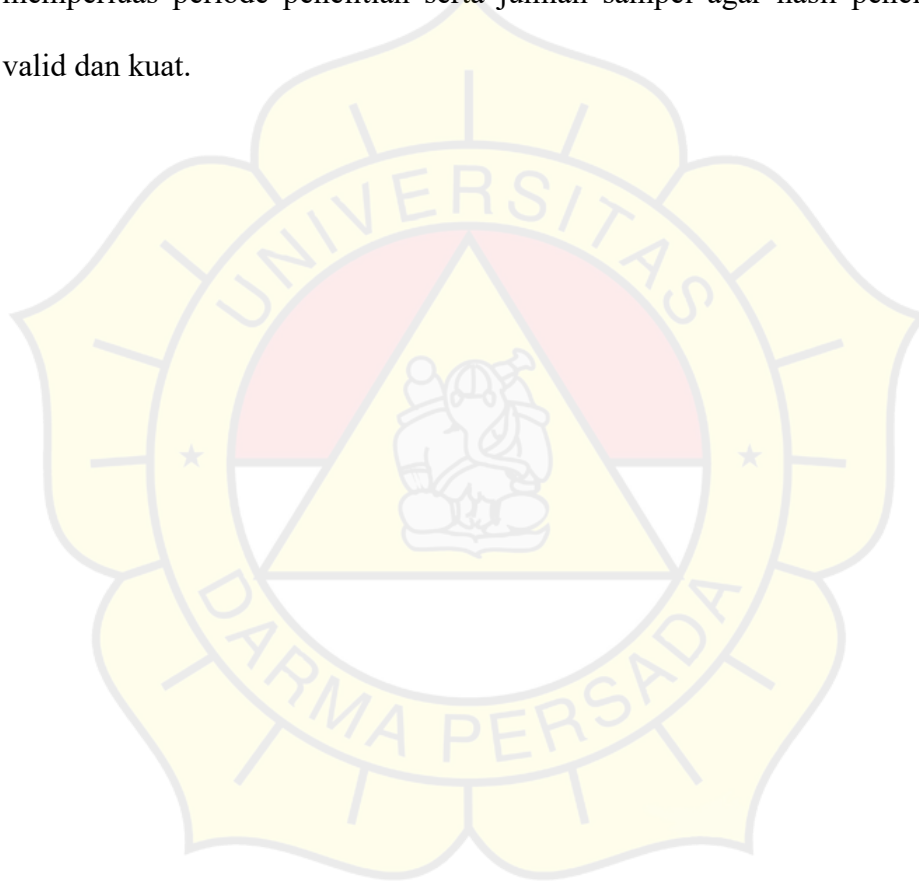 memperluas periode penelitian serta jumlah sampel agar hasil
valid dan kuat.
UNIVERSITAS
DARMA PERSADA